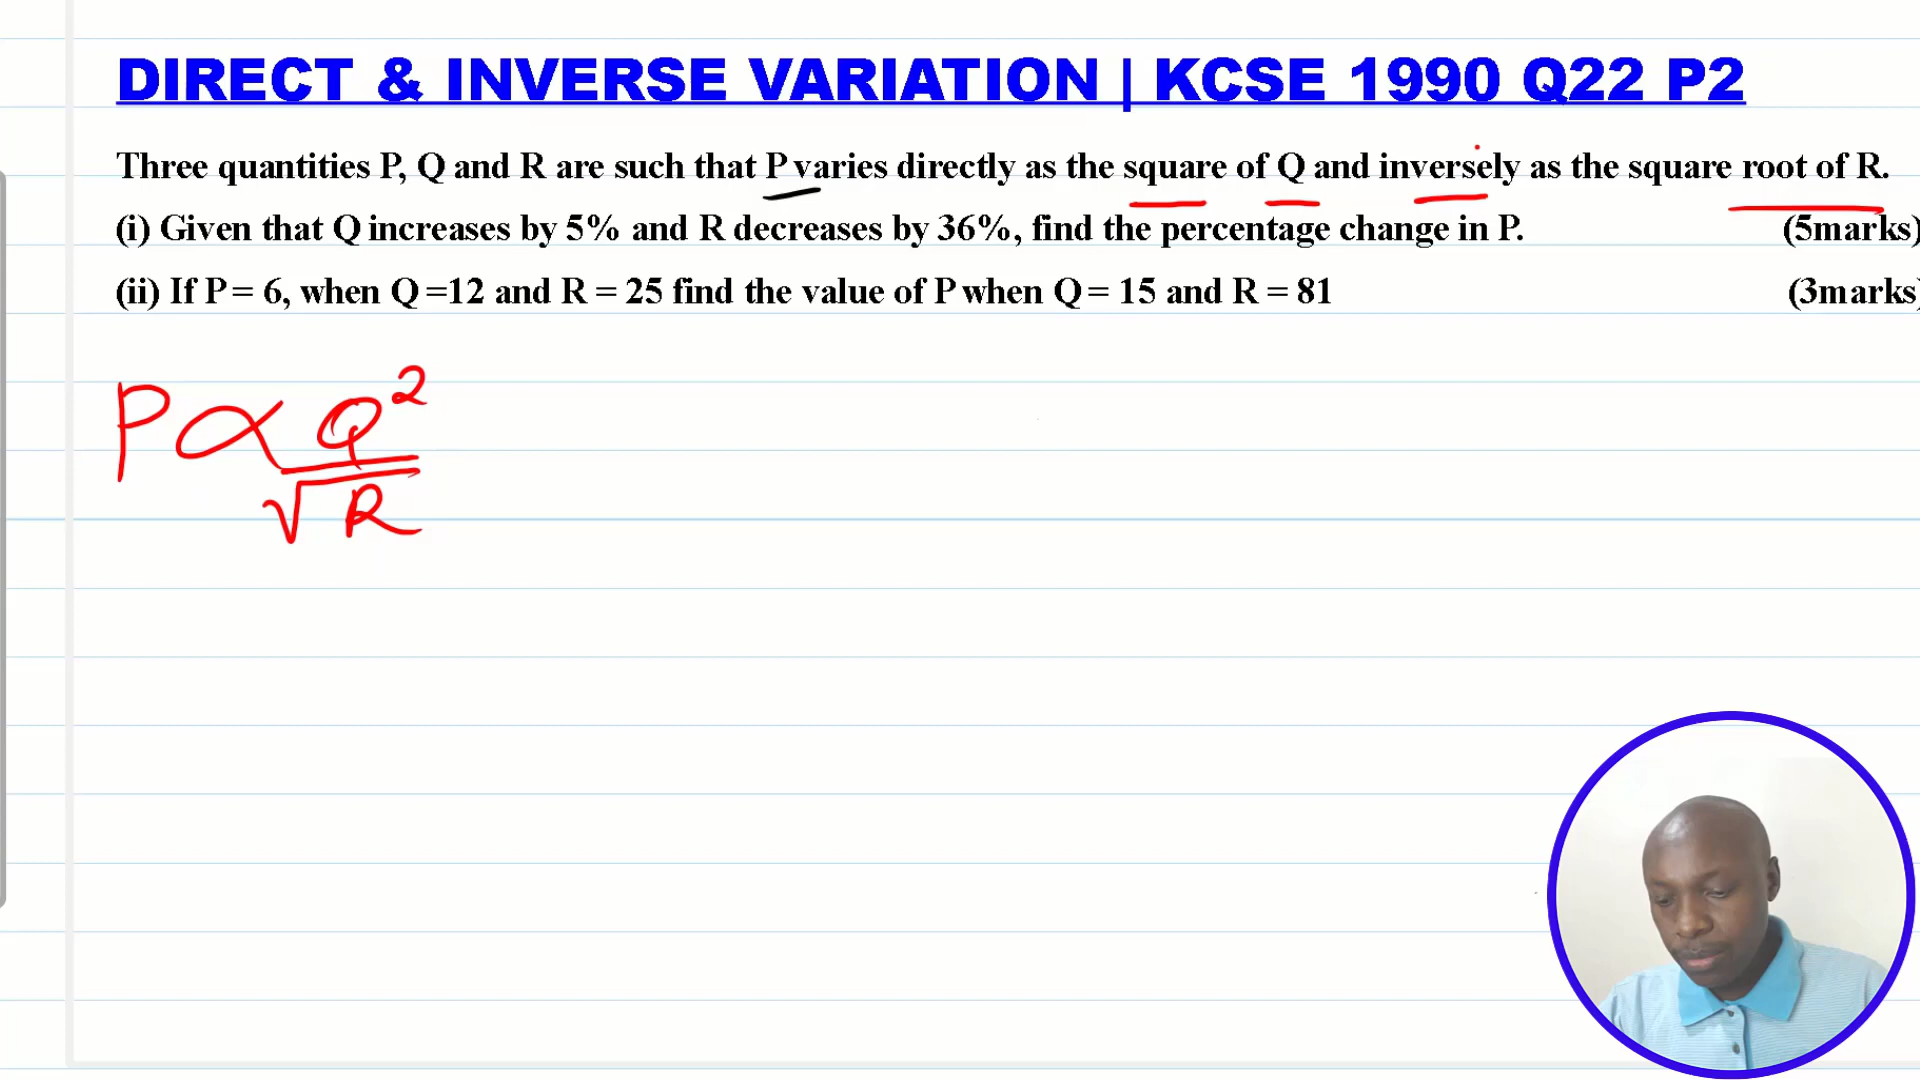 DIRECT & INVERSE VARIATION | KCSE 1990 Q22 P2
Three quantities P, Q and R are such that P varies directly as the square of Q and inversely as the square root of R.
(i) Given that Q increases by 5% and R decreases by 36%, find the percentage change in P. (5marks)
(ii) If P = 6, when Q =12 and R = 25 find the value of P when Q = 15 and R = 81 (3marks)
P ∝ Q²
√R